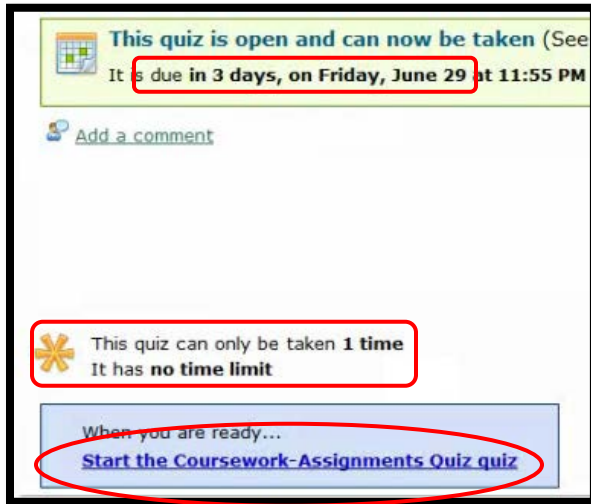 This quiz is open and can now be taken (See
It is due in 3 days, on Friday, June 29 at 11:55 PM
Add a comment
This quiz can only be taken 1 time
It has no time limit
When you are ready...
Start the Coursework-Assignments Quiz quiz